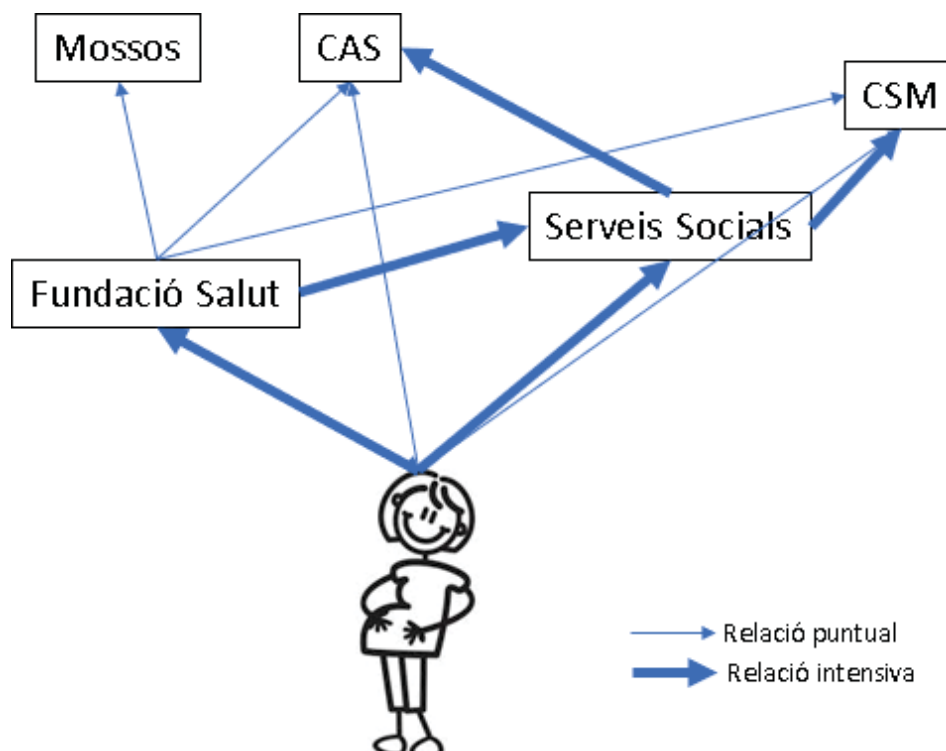 Mossos
CAS
CSM
Serveis Socials
Fundació Salut
Relació puntual
Relació intensiva